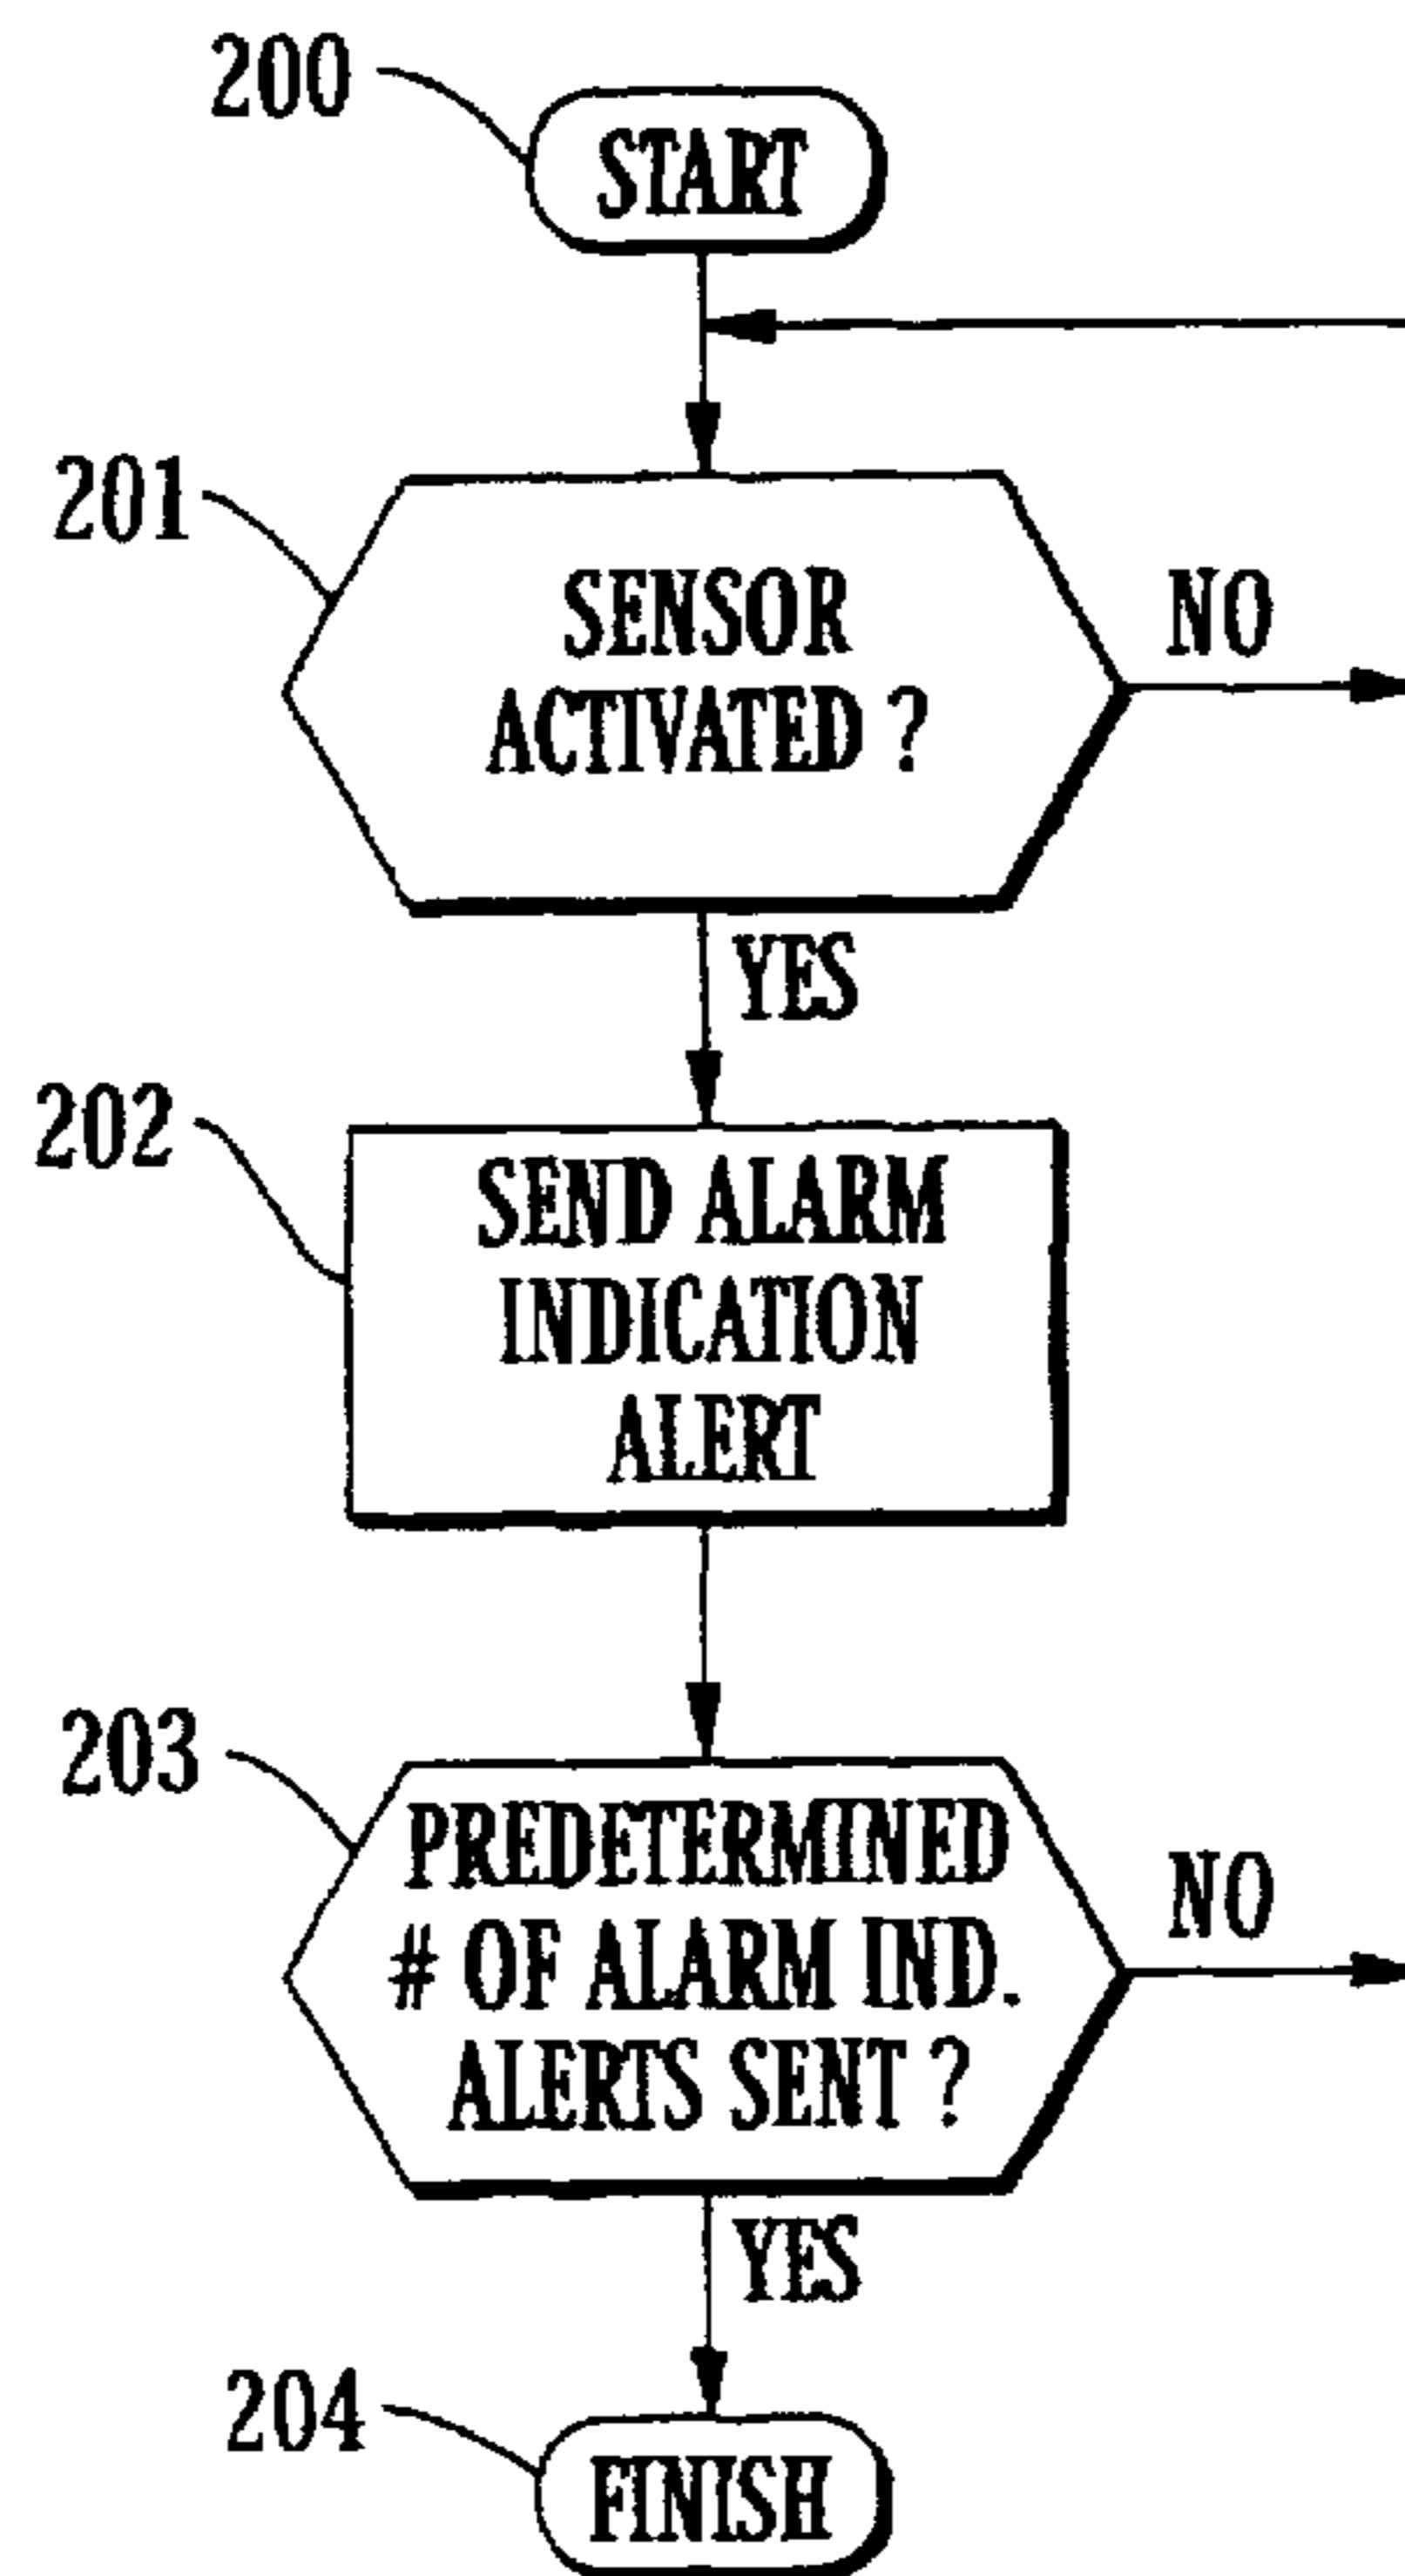 200
START
201
SENSOR
ACTIVATED ?
NO
YES
202
SEND ALARM
INDICATION
ALERT
203
PREDETERMINED
# OF ALARM IND.
ALERTS SENT ?
NO
YES
204
FINISH